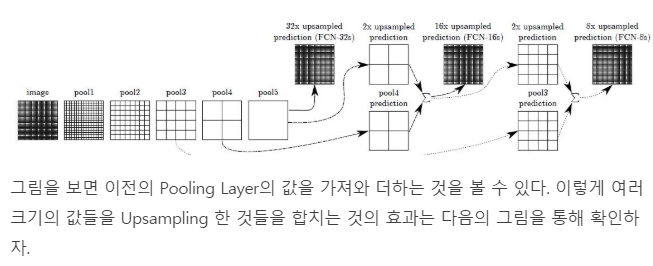 32x upsampled
prediction (FCN-32s)
2x upsampled
prediction
16x upsampled
prediction (FCN-16s)
2x upsampled
prediction
8x upsampled
prediction (FCN-8s)
image
pool1
pool2
pool3
pool4
pool5
pool4
prediction
pool3
prediction
그림을 보면 이전의 Pooling Layer의 값을 가져와 더하는 것을 볼 수 있다. 이렇게 여러
크기의 값들을 Upsampling 한 것들을 합치는 것의 효과는 다음의 그림을 통해 확인하
자.